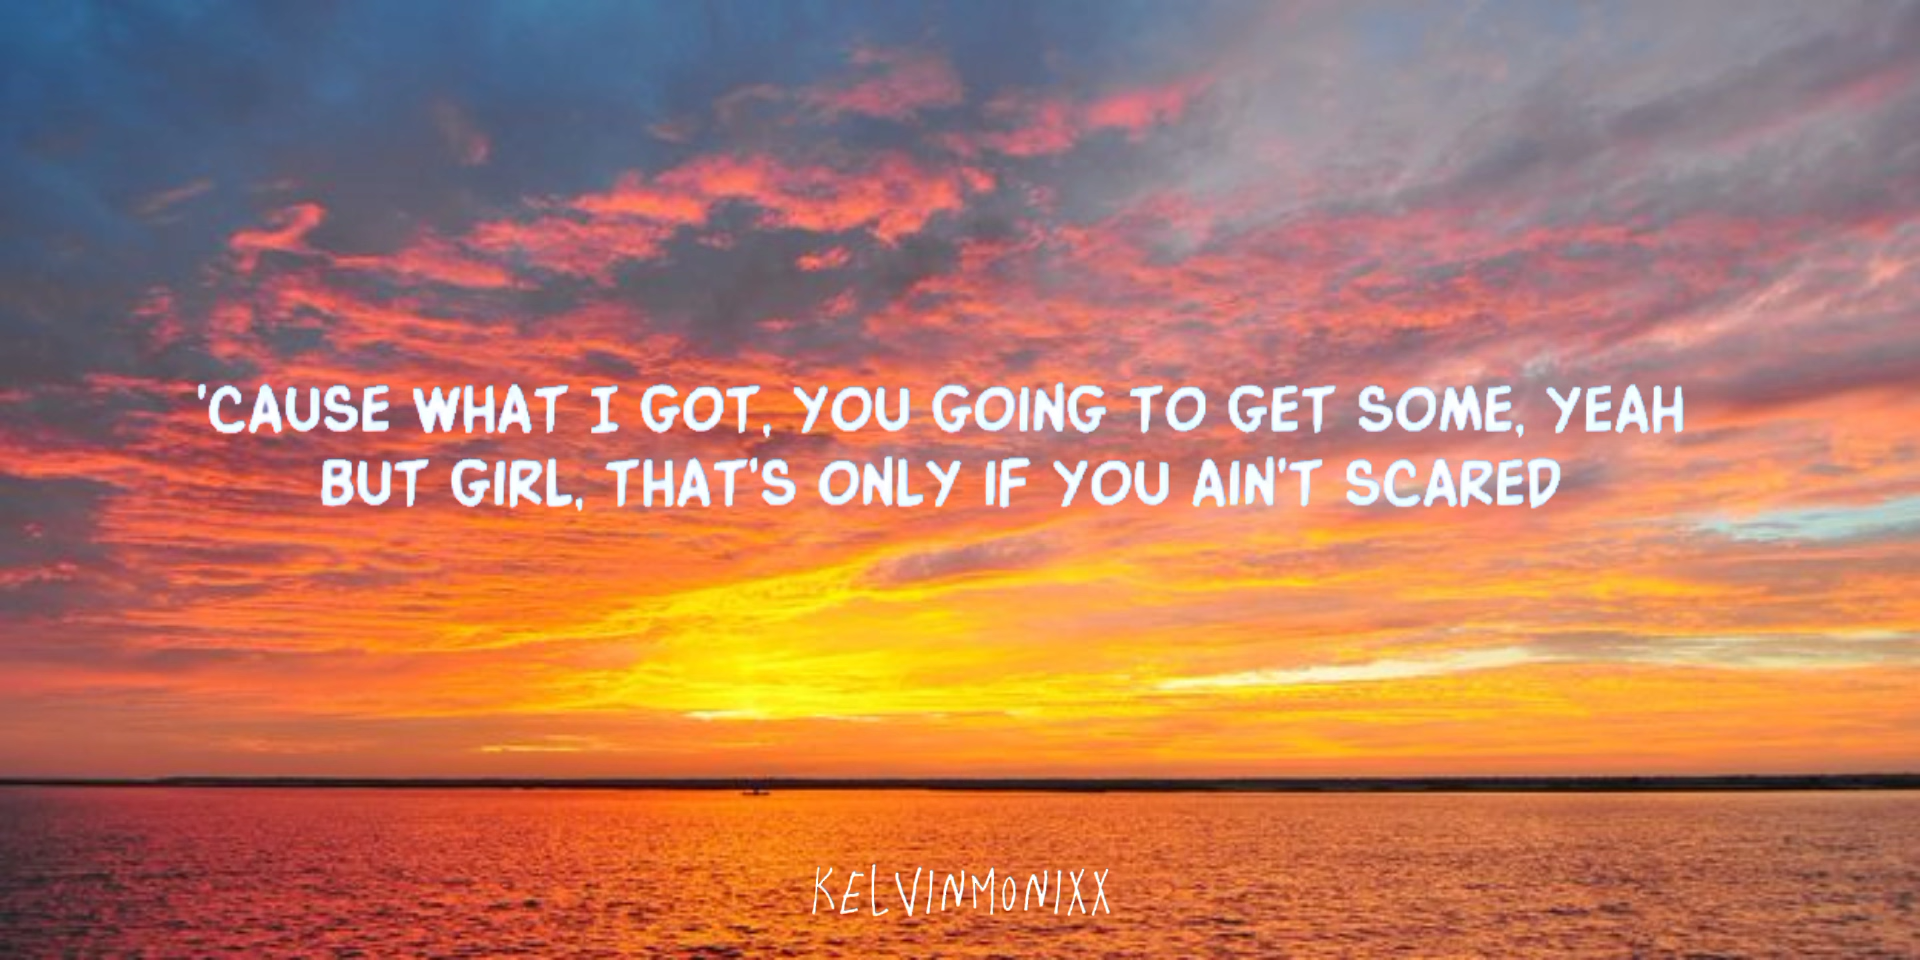 'CAUSE WHAT I GOT, YOU GOING TO GET SOME, YEAH
BUT GIRL, THAT'S ONLY IF YOU AIN'T SCARED
KELVINMONIXX